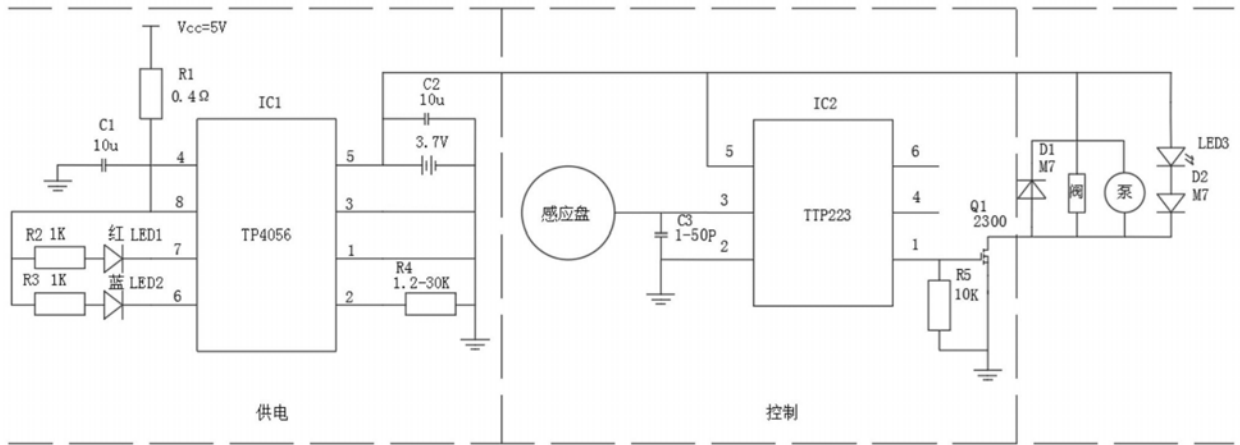 Vcc=5V
R1
0.4Ω
C1
10u
IC1
TP4056
4
8
7
6
5
3
1
2
R2 1K
红 LED1
R3 1K
蓝 LED2
C2
10u
3.7V
R4
1.2-30K
供电
感应盘
C3
1-50P
IC2
TTP223
5
3
2
6
4
1
Q1
2300
R5
10K
控制
D1
M7
阀
泵
LED3
D2
M7